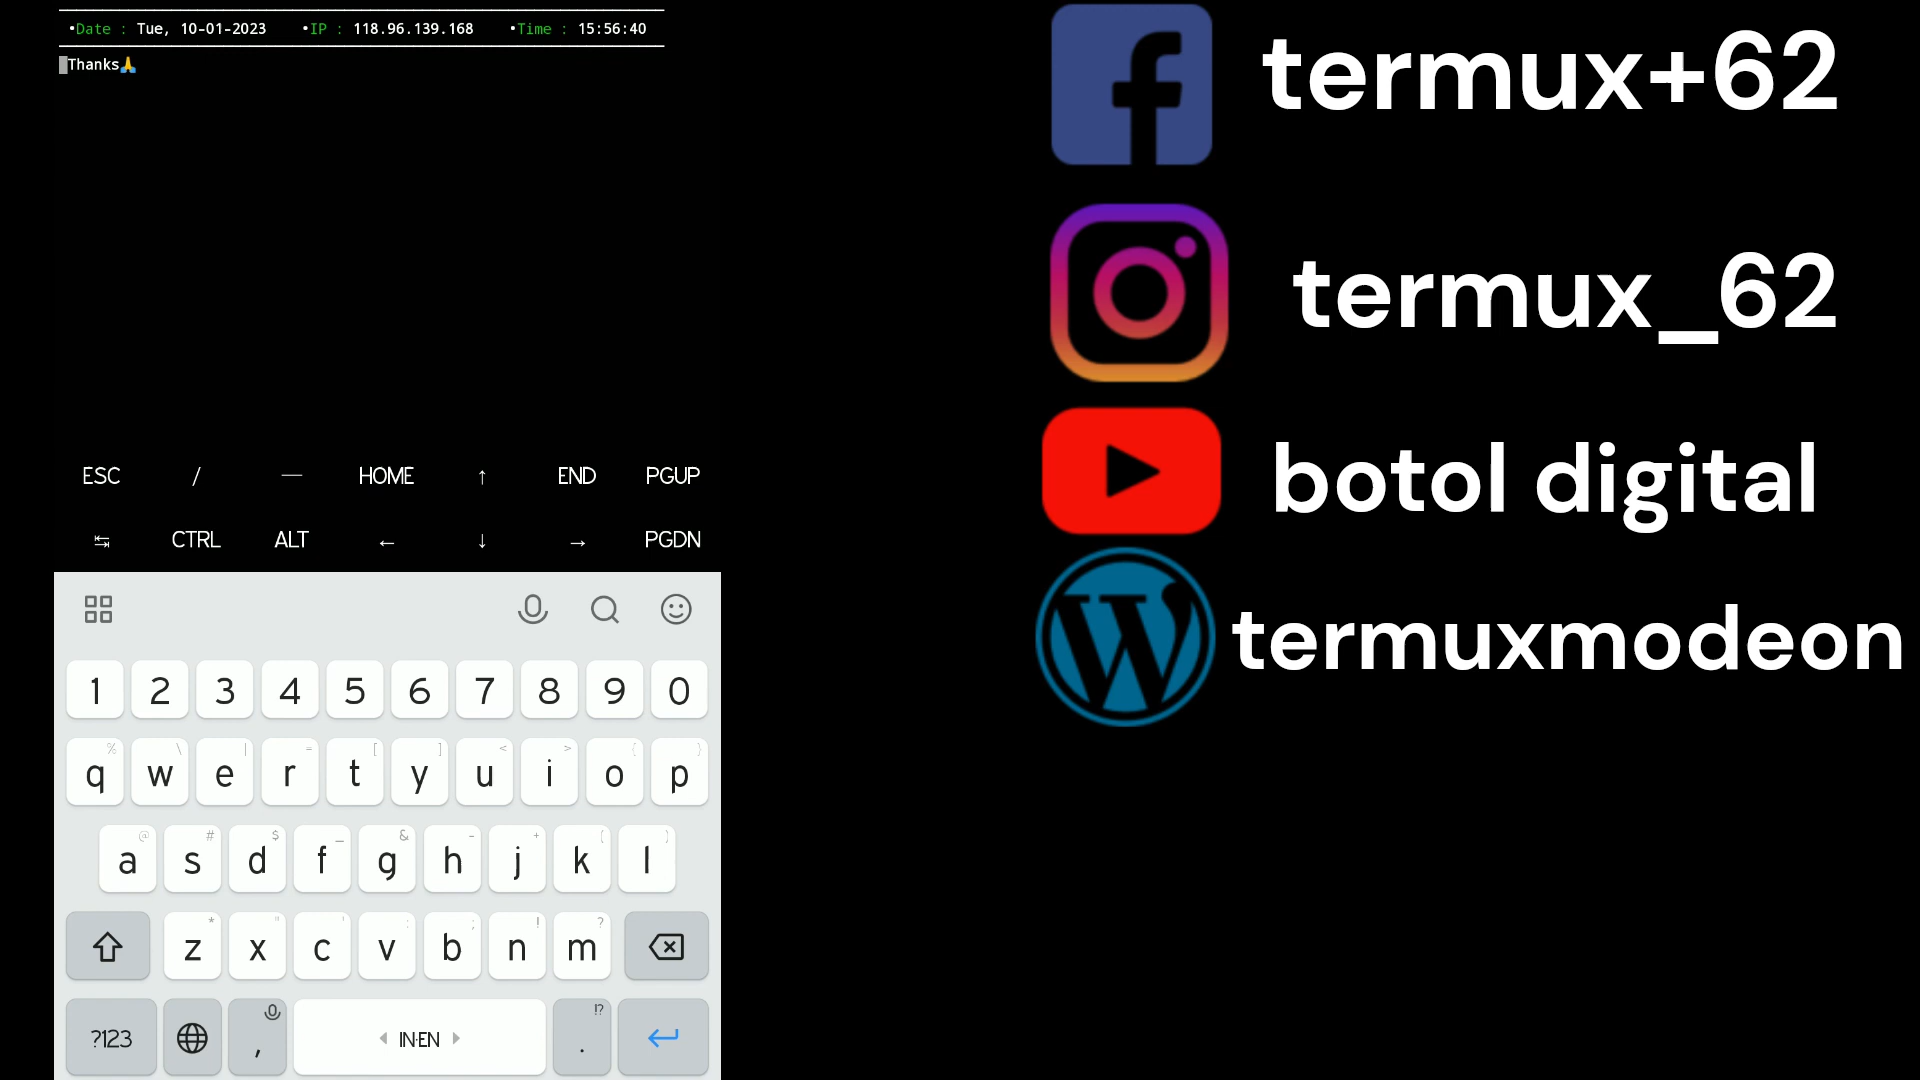 •Date : Tue, 10-01-2023 •IP : 118.96.139.168 •Time : 15:56:40
Thanks🙏
ESC / — HOME ↑ END PGUP
↹ CTRL ALT ← ↓ → PGDN
1 2 3 4 5 6 7 8 9 0
% \ | = [ ] < > { }
q w e r t y u i o p
@ # $ _ & - + ( )
a s d f g h j k l
* " ' : ; ! ?
z x c v b n m
!?
?123 , IN·EN .
termux+62
termux_62
botol digital
termuxmodeon